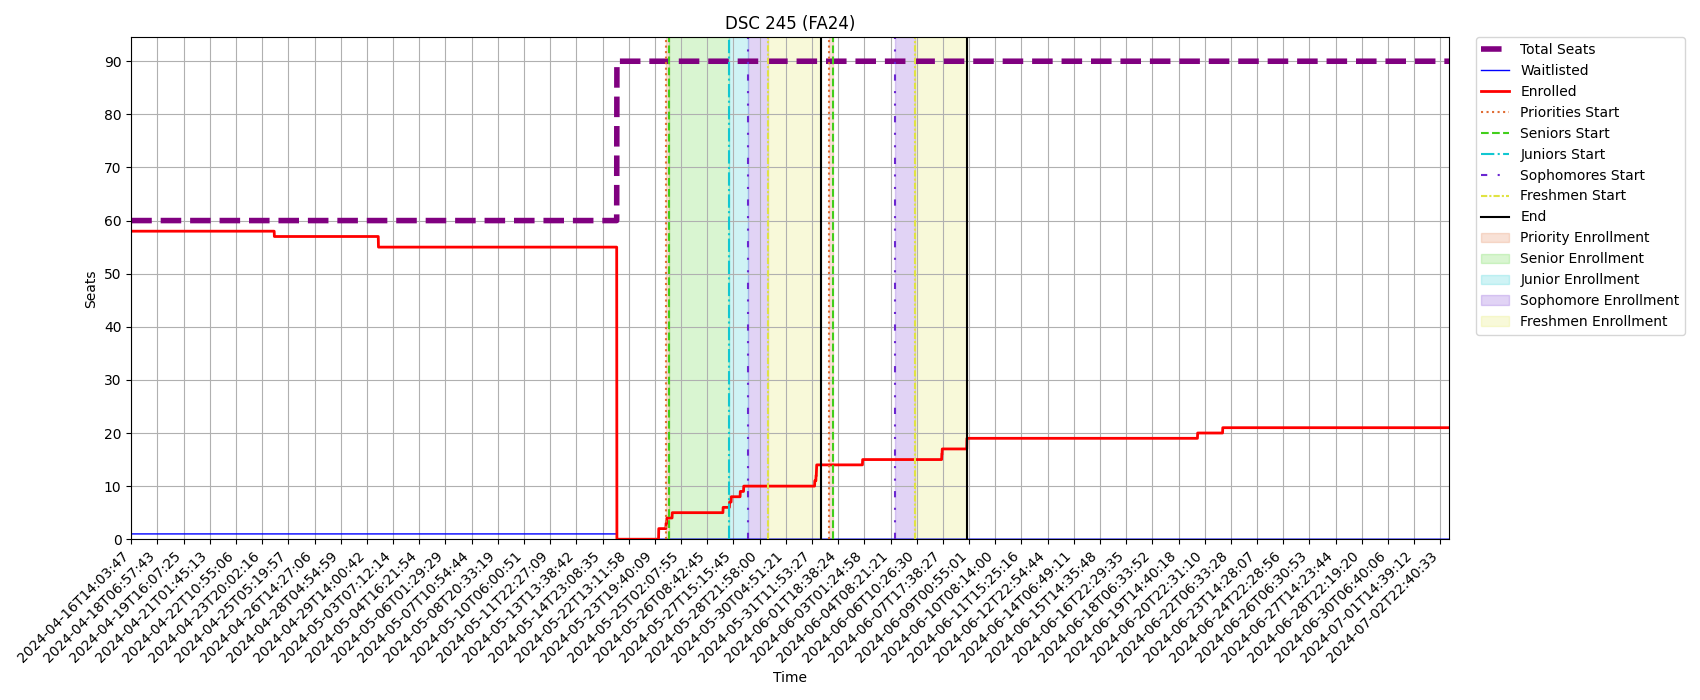 DSC 245 (FA24)
90
80
70
60
50
40
30
20
10
0
Seats
2024-04-16T14:03:47
2024-04-18T06:57:43
2024-04-19T16:07:25
2024-04-21T01:45:13
2024-04-22T10:55:06
2024-04-23T20:02:16
2024-04-25T05:19:57
2024-04-26T14:27:06
2024-04-28T04:54:59
2024-04-29T14:00:42
2024-05-03T07:12:14
2024-05-04T16:21:54
2024-05-06T01:29:29
2024-05-07T10:54:44
2024-05-08T20:33:19
2024-05-10T06:00:51
2024-05-11T22:27:09
2024-05-13T13:38:42
2024-05-14T23:08:35
2024-05-22T13:11:58
2024-05-23T19:40:09
2024-05-25T02:07:55
2024-05-26T08:42:45
2024-05-27T15:15:45
2024-05-28T21:58:00
2024-05-30T04:51:21
2024-05-31T11:53:27
2024-06-01T18:38:24
2024-06-03T01:24:58
2024-06-04T08:21:21
2024-06-06T10:26:30
2024-06-07T17:38:27
2024-06-09T00:55:01
2024-06-10T08:14:00
2024-06-11T15:25:16
2024-06-12T22:54:44
2024-06-14T06:49:11
2024-06-15T14:35:48
2024-06-16T22:29:35
2024-06-18T06:33:52
2024-06-19T14:40:18
2024-06-20T22:31:10
2024-06-22T06:33:28
2024-06-23T14:28:07
2024-06-24T22:28:56
2024-06-26T06:30:53
2024-06-27T14:23:44
2024-06-28T22:19:20
2024-06-30T06:40:06
2024-07-01T14:39:12
2024-07-02T22:40:33
Time
Total Seats
Waitlisted
Enrolled
Priorities Start
Seniors Start
Juniors Start
Sophomores Start
Freshmen Start
End
Priority Enrollment
Senior Enrollment
Junior Enrollment
Sophomore Enrollment
Freshmen Enrollment